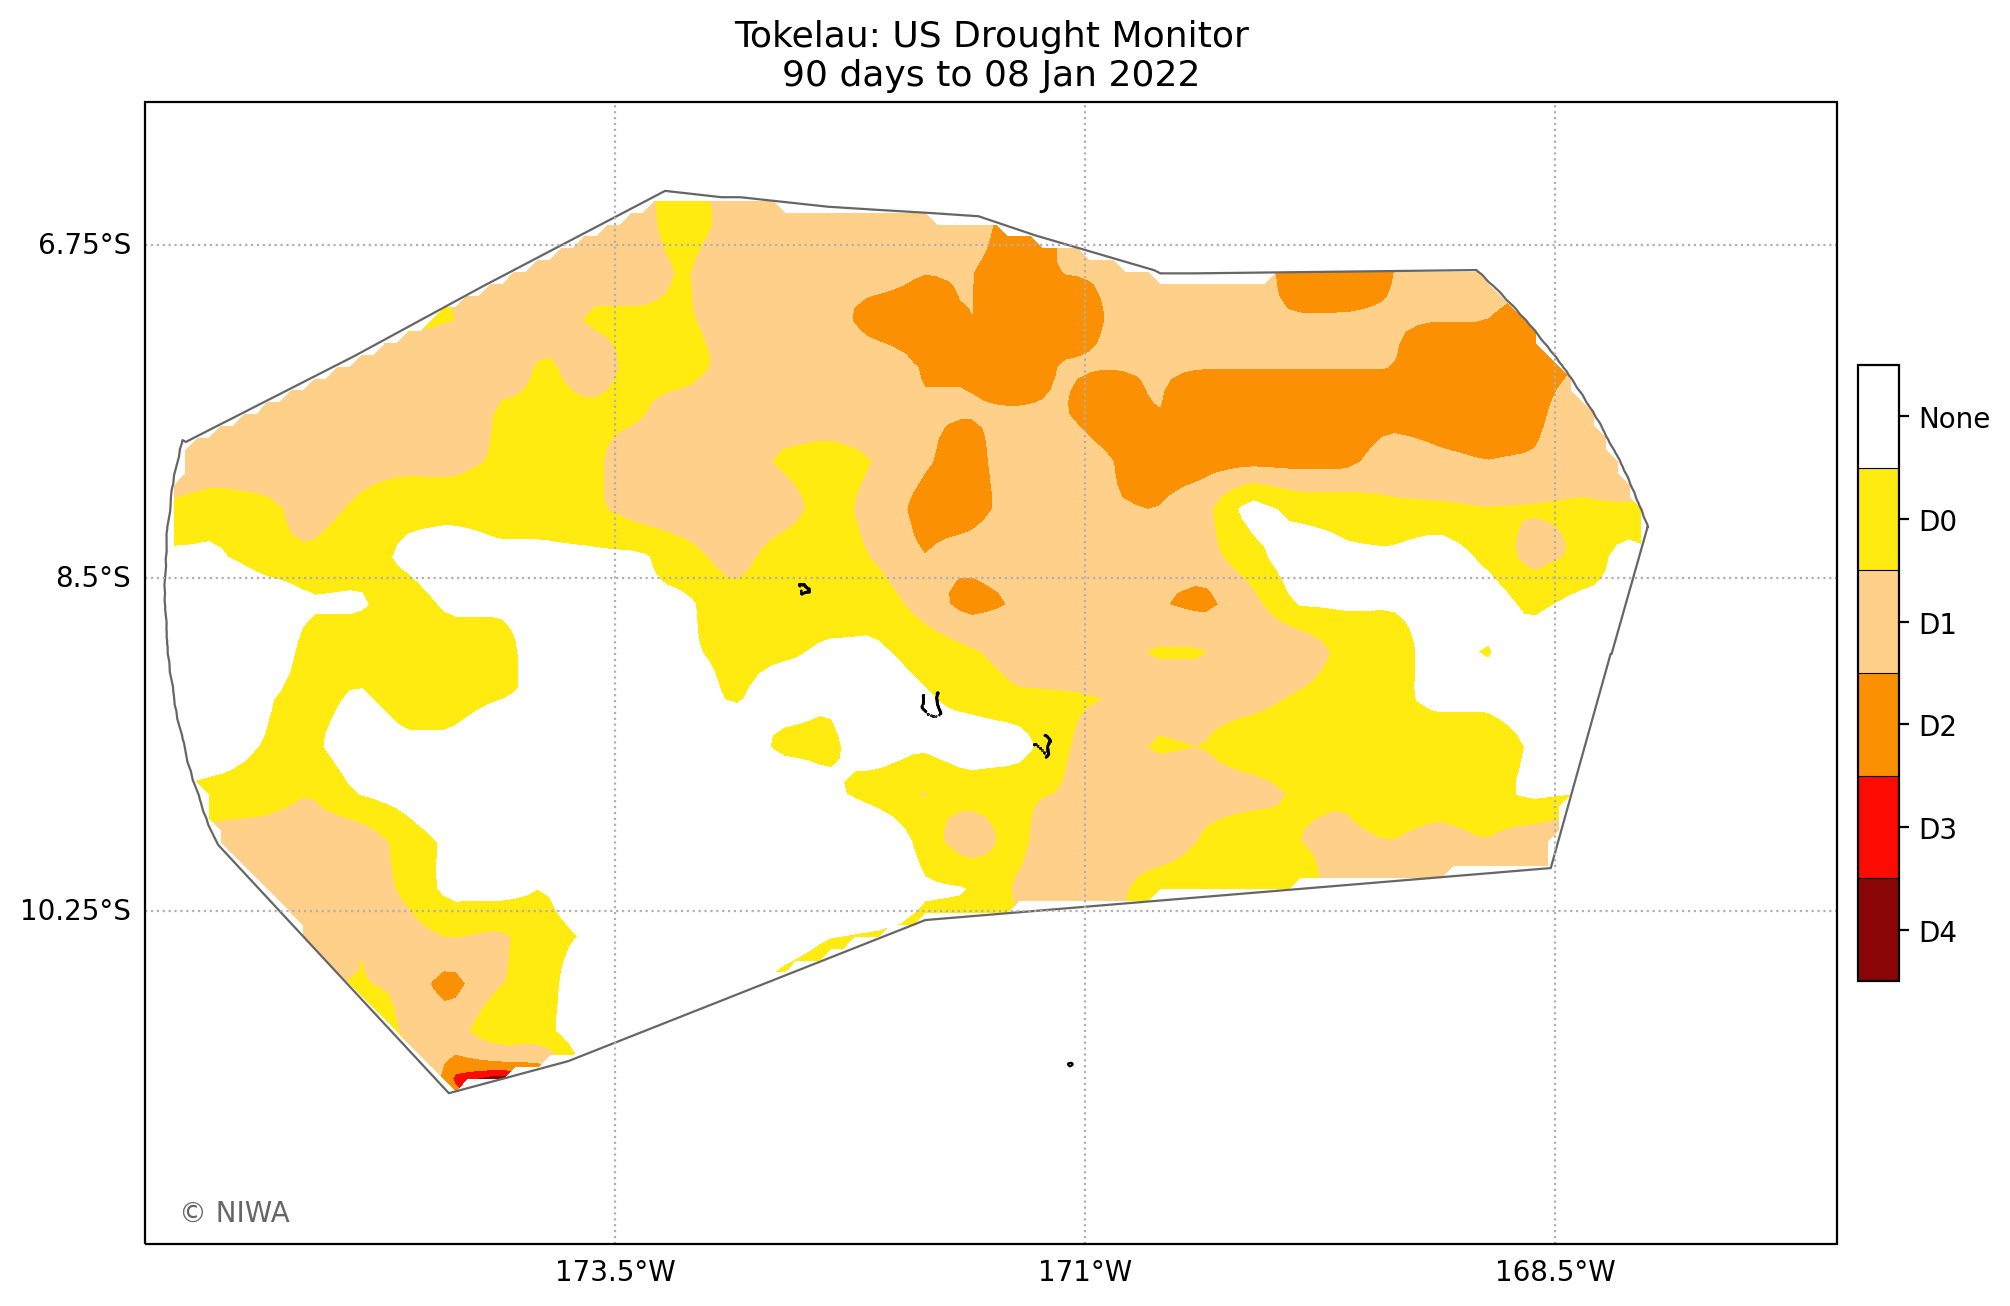 Tokelau: US Drought Monitor
90 days to 08 Jan 2022
6.75°S
8.5°S
10.25°S
173.5°W
171°W
168.5°W
None
D0
D1
D2
D3
D4
© NIWA